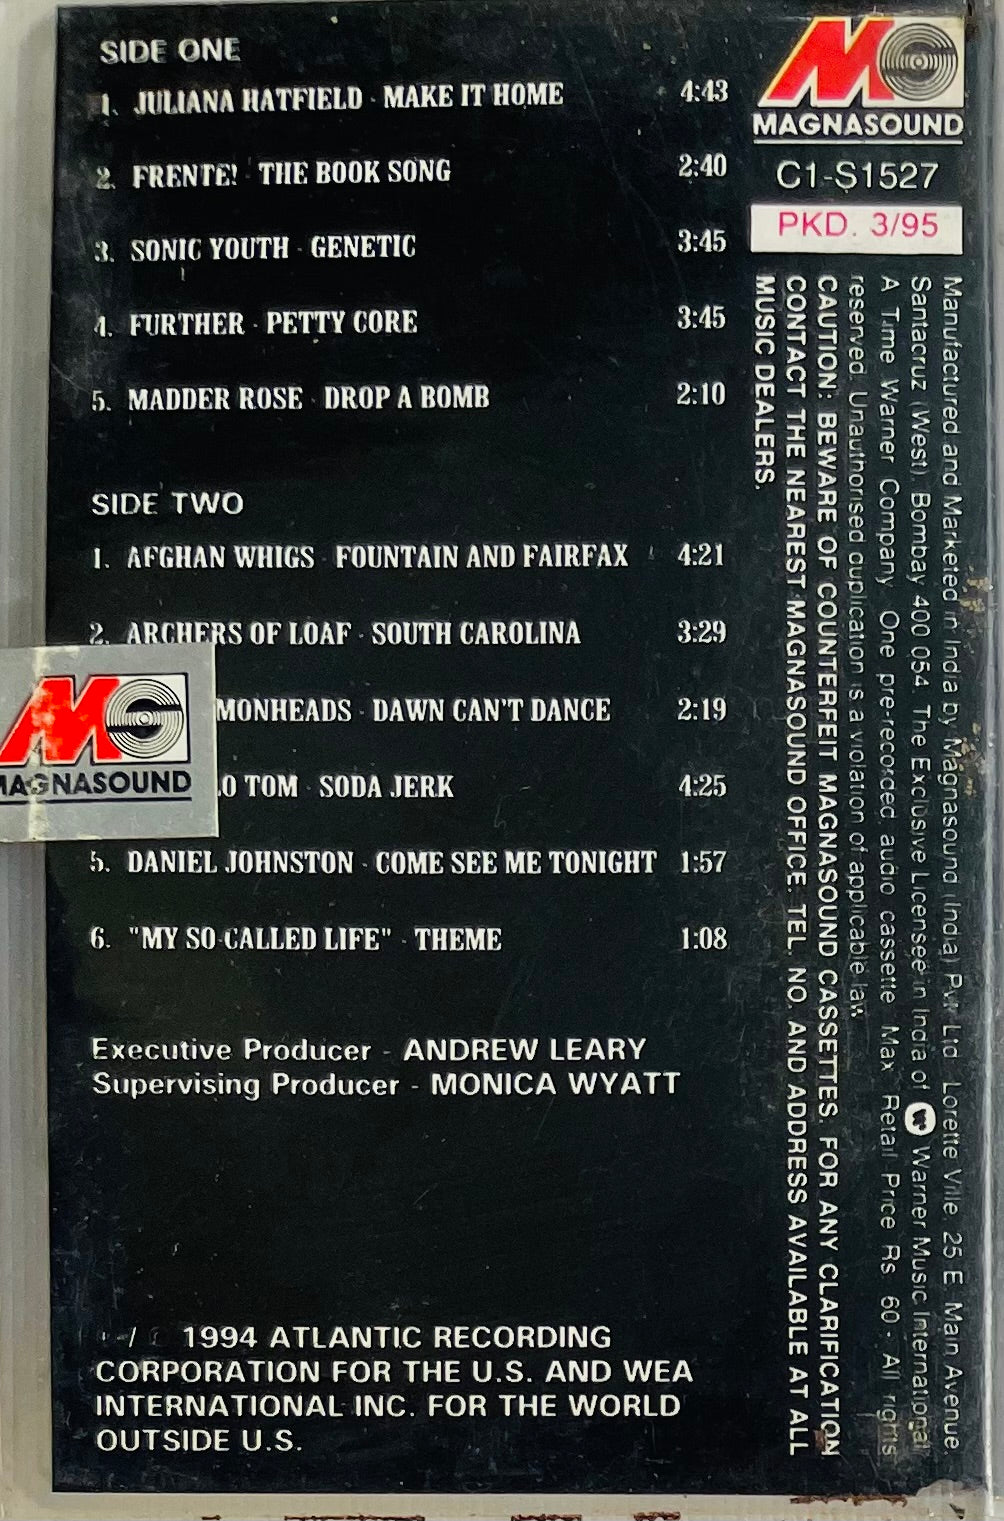 SIDE ONE
1. JULIANA HATFIELD - MAKE IT HOME 4:43
2. FRENTE! - THE BOOK SONG 2:40
3. SONIC YOUTH - GENETIC 3:45
4. FURTHER - PETTY CORE 3:45
5. MADDER ROSE - DROP A BOMB 2:10
SIDE TWO
1. AFGHAN WHIGS - FOUNTAIN AND FAIRFAX 4:21
2. ARCHERS OF LOAF - SOUTH CAROLINA 3:29
MONHEADS - DAWN CAN'T DANCE 2:19
O TOM - SODA JERK 4:25
5. DANIEL JOHNSTON - COME SEE ME TONIGHT 1:57
6. "MY SO-CALLED LIFE" - THEME 1:08
Executive Producer - ANDREW LEARY
Supervising Producer - MONICA WYATT
1994 ATLANTIC RECORDING
CORPORATION FOR THE U.S. AND WEA
INTERNATIONAL INC. FOR THE WORLD
OUTSIDE U.S.
MAGNASOUND
MAGNASOUND
C1-S1527
PKD. 3/95
Manufactured and Marketed in India by Magnasound (India) Pvt. Ltd. Lorette Ville, 25 E. Main Avenue,
Santacruz (West), Bombay 400 054. The Exclusive Licensee in India of Warner Music International
A Time Warner Company. One pre-recorded audio cassette Max. Retail Price Rs. 60. All rights
reserved. Unauthorised duplication is a violation of applicable law.
CAUTION: BEWARE OF COUNTERFEIT MAGNASOUND CASSETTES. FOR ANY CLARIFICATION
CONTACT THE NEAREST MAGNASOUND OFFICE. TEL. NO. AND ADDRESS AVAILABLE AT ALL
MUSIC DEALERS.